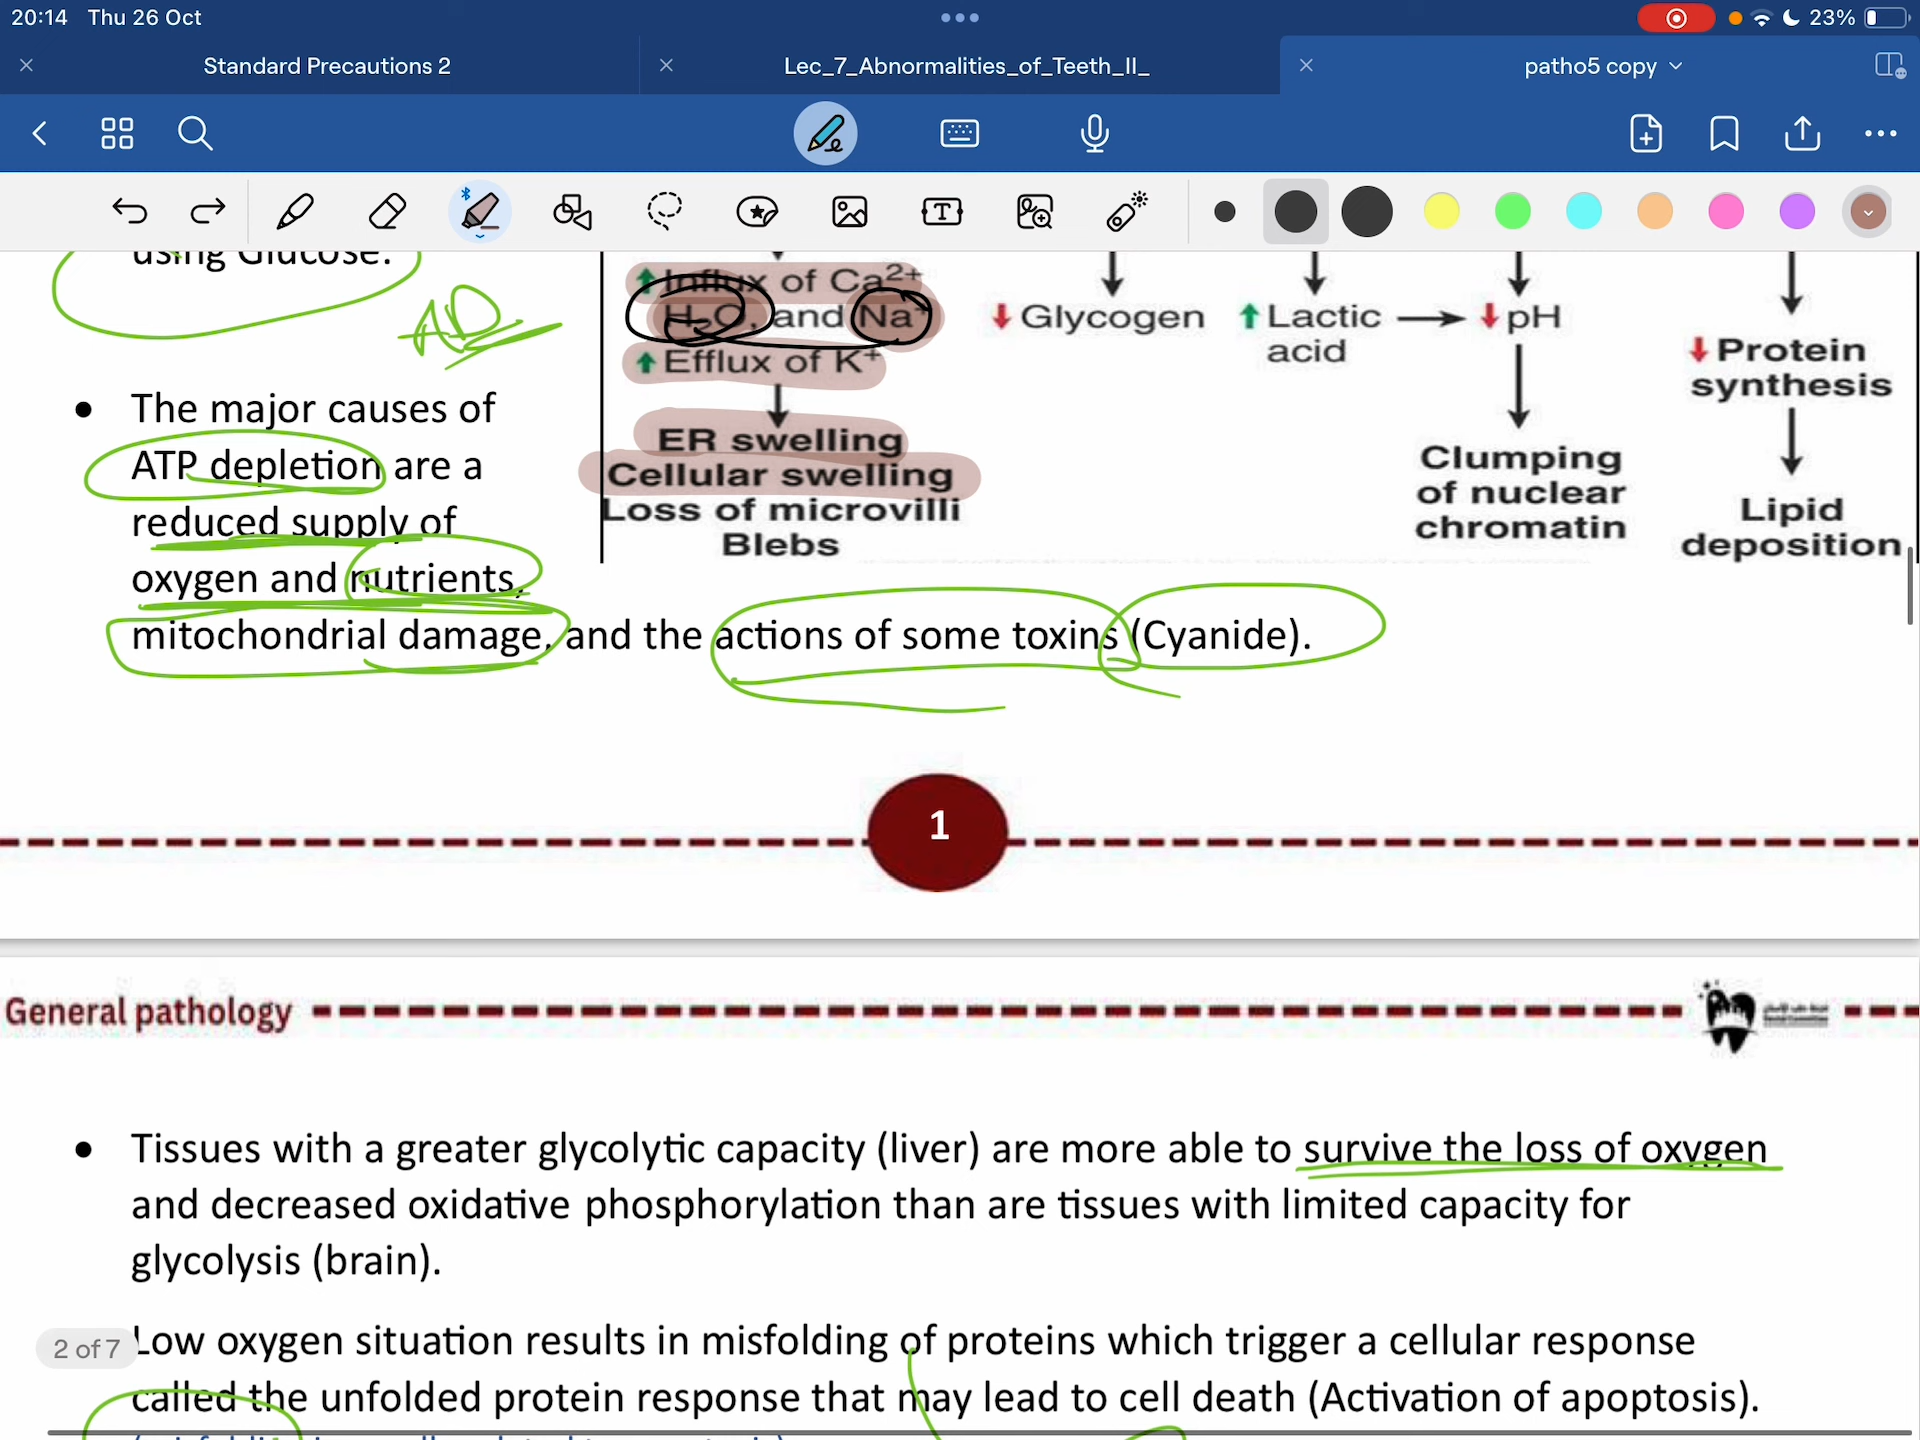 20:14 Thu 26 Oct
23%
Standard Precautions 2
Lec_7_Abnormalities_of_Teeth_II_
patho5 copy
using Glucose.
AD
• The major causes of
ATP depletion are a
reduced supply of
oxygen and nutrients,
mitochondrial damage, and the actions of some toxins (Cyanide).
↑ Influx of Ca2+
H₂O, and Na+
↑ Efflux of K+
ER swelling
Cellular swelling
Loss of microvilli
Blebs
↓ Glycogen
↑ Lactic
acid
↓ pH
Clumping
of nuclear
chromatin
↓ Protein
synthesis
Lipid
deposition
1
General pathology
• Tissues with a greater glycolytic capacity (liver) are more able to survive the loss of oxygen
and decreased oxidative phosphorylation than are tissues with limited capacity for
glycolysis (brain).
2 of 7
Low oxygen situation results in misfolding of proteins which trigger a cellular response
called the unfolded protein response that may lead to cell death (Activation of apoptosis).